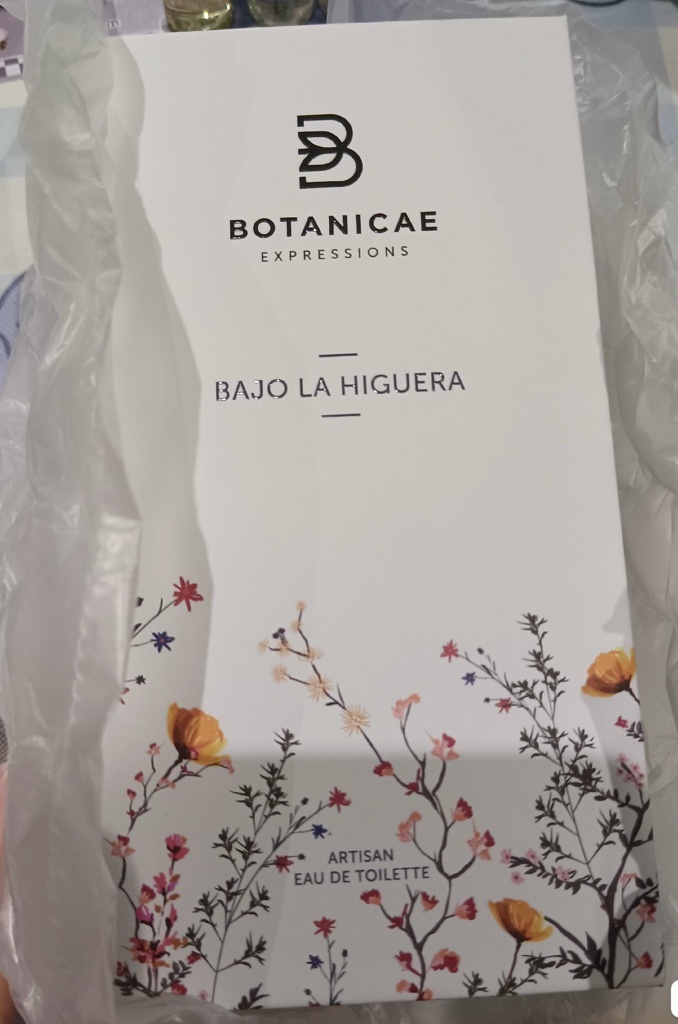 BOTANICAE
EXPRESSIONS
BAJO LA HIGUERA
ARTISAN
EAU DE TOILETTE